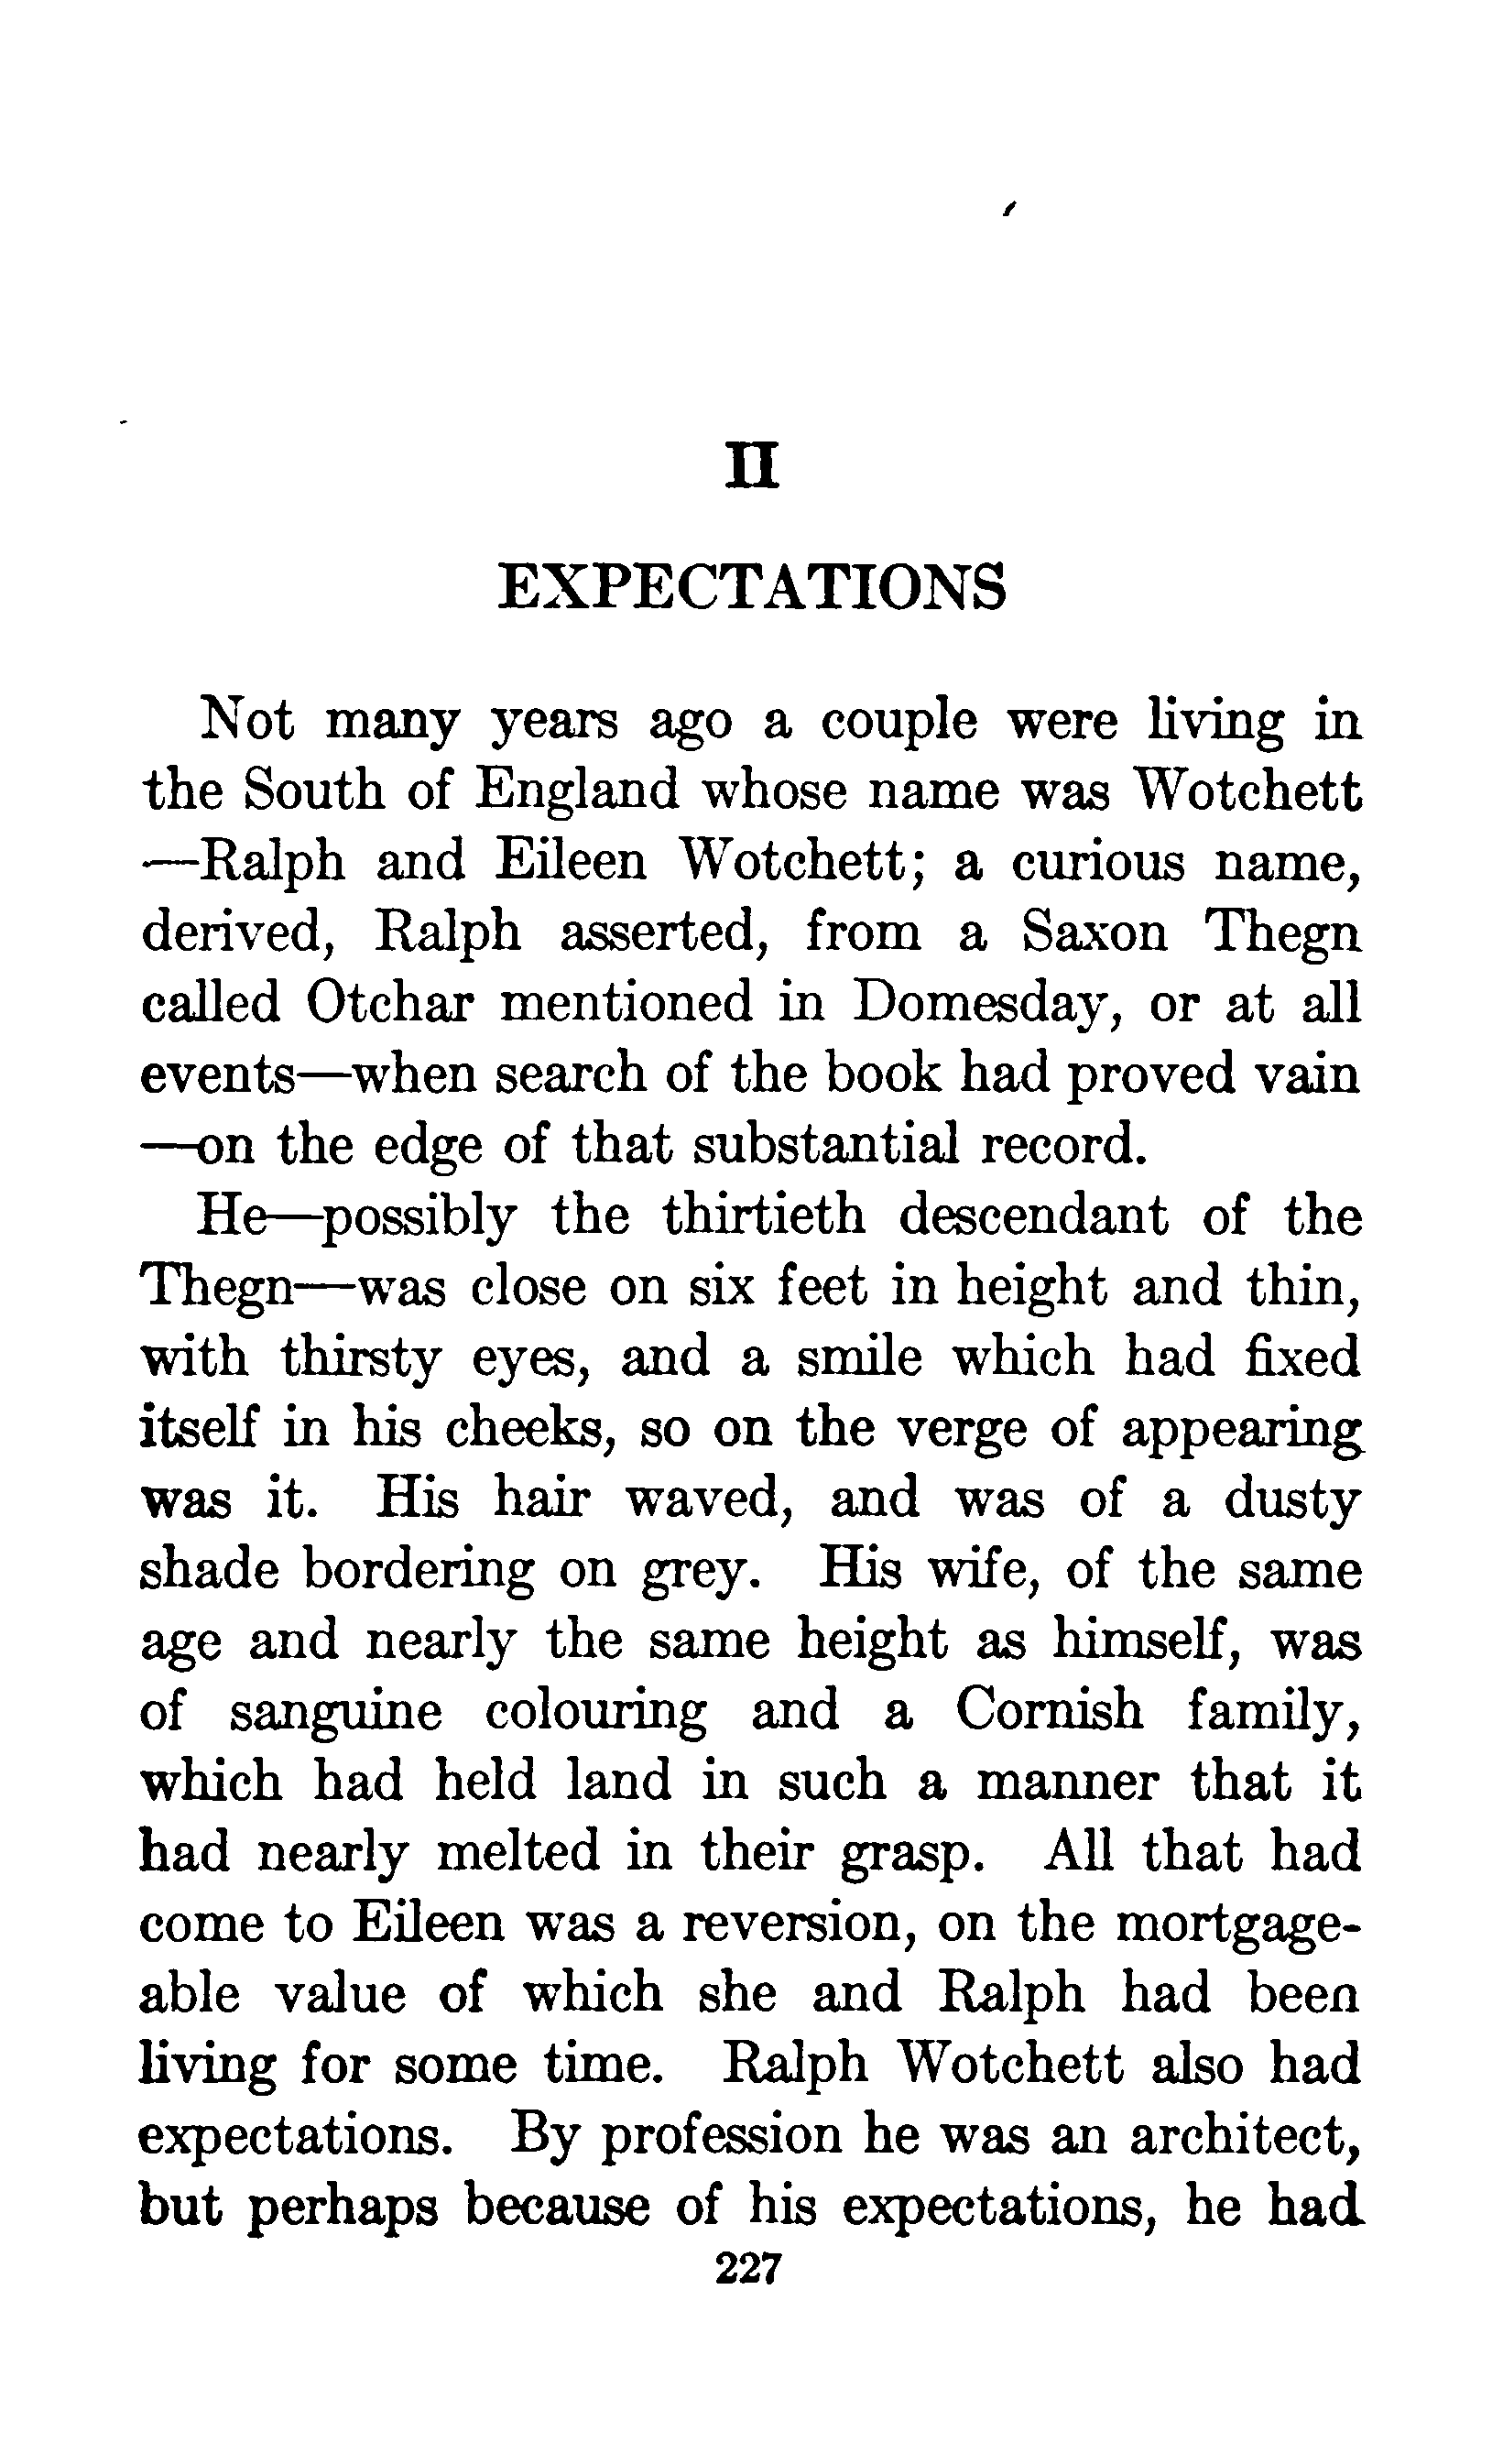 II
EXPECTATIONS
Not many years ago a couple were living in
the South of England whose name was Wotchett
—Ralph and Eileen Wotchett; a curious name,
derived, Ralph asserted, from a Saxon Thegn
called Otchar mentioned in Domesday, or at all
events—when search of the book had proved vain
—on the edge of that substantial record.
He—possibly the thirtieth descendant of the
Thegn—was close on six feet in height and thin,
with thirsty eyes, and a smile which had fixed
itself in his cheeks, so on the verge of appearing
was it. His hair waved, and was of a dusty
shade bordering on grey. His wife, of the same
age and nearly the same height as himself, was
of sanguine colouring and a Cornish family,
which had held land in such a manner that it
had nearly melted in their grasp. All that had
come to Eileen was a reversion, on the mortgage-
able value of which she and Ralph had been
living for some time. Ralph Wotchett also had
expectations. By profession he was an architect,
but perhaps because of his expectations, he had
227